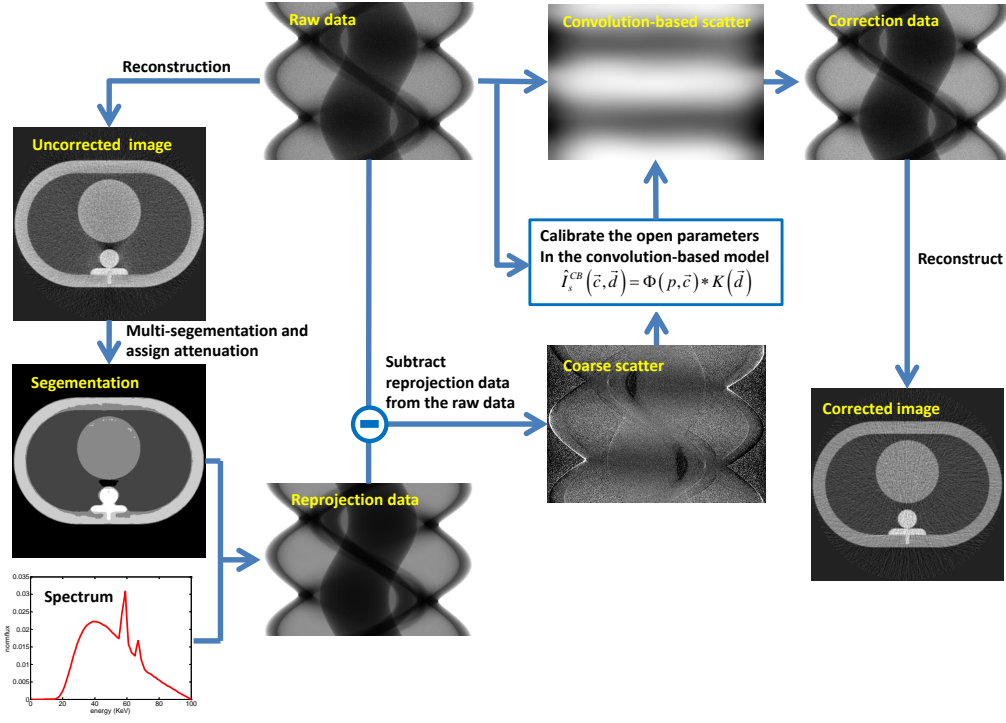 Raw data
Convolution-based scatter
Correction data
Reconstruction
Uncorrected image
Calibrate the open parameters
In the convolution-based model
Î_s^{CB}(c⃗,d⃗) = Φ(p,c⃗) * K(d⃗)
Reconstruct
Multi-segementation and
assign attenuation
Subtract
reprojection data
from the raw data
Coarse scatter
Segementation
Corrected image
Reprojection data
Spectrum
0.035
0.03
0.025
0.02
0.015
0.01
0.005
0
normflux
0
20
40
60
80
100
energy (KeV)